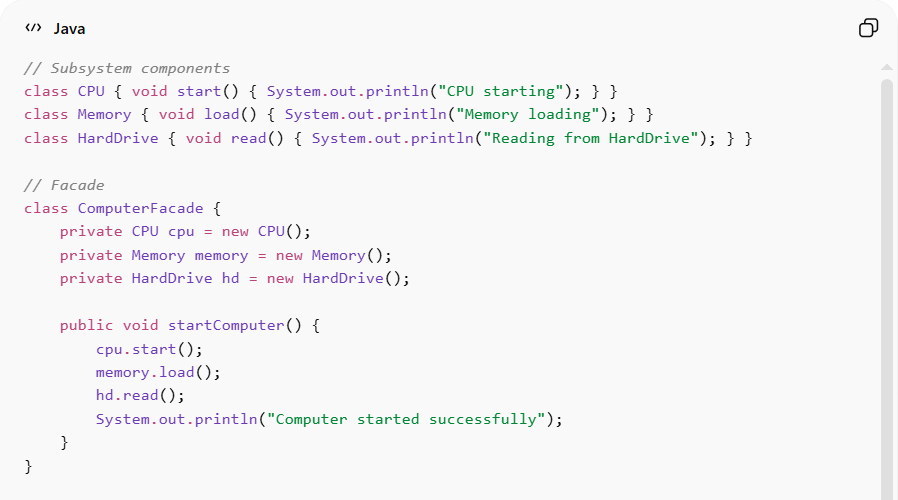 </> Java
// Subsystem components
class CPU { void start() { System.out.println("CPU starting"); } }
class Memory { void load() { System.out.println("Memory loading"); } }
class HardDrive { void read() { System.out.println("Reading from HardDrive"); } }
// Facade
class ComputerFacade {
    private CPU cpu = new CPU();
    private Memory memory = new Memory();
    private HardDrive hd = new HardDrive();
    public void startComputer() {
        cpu.start();
        memory.load();
        hd.read();
        System.out.println("Computer started successfully");
    }
}